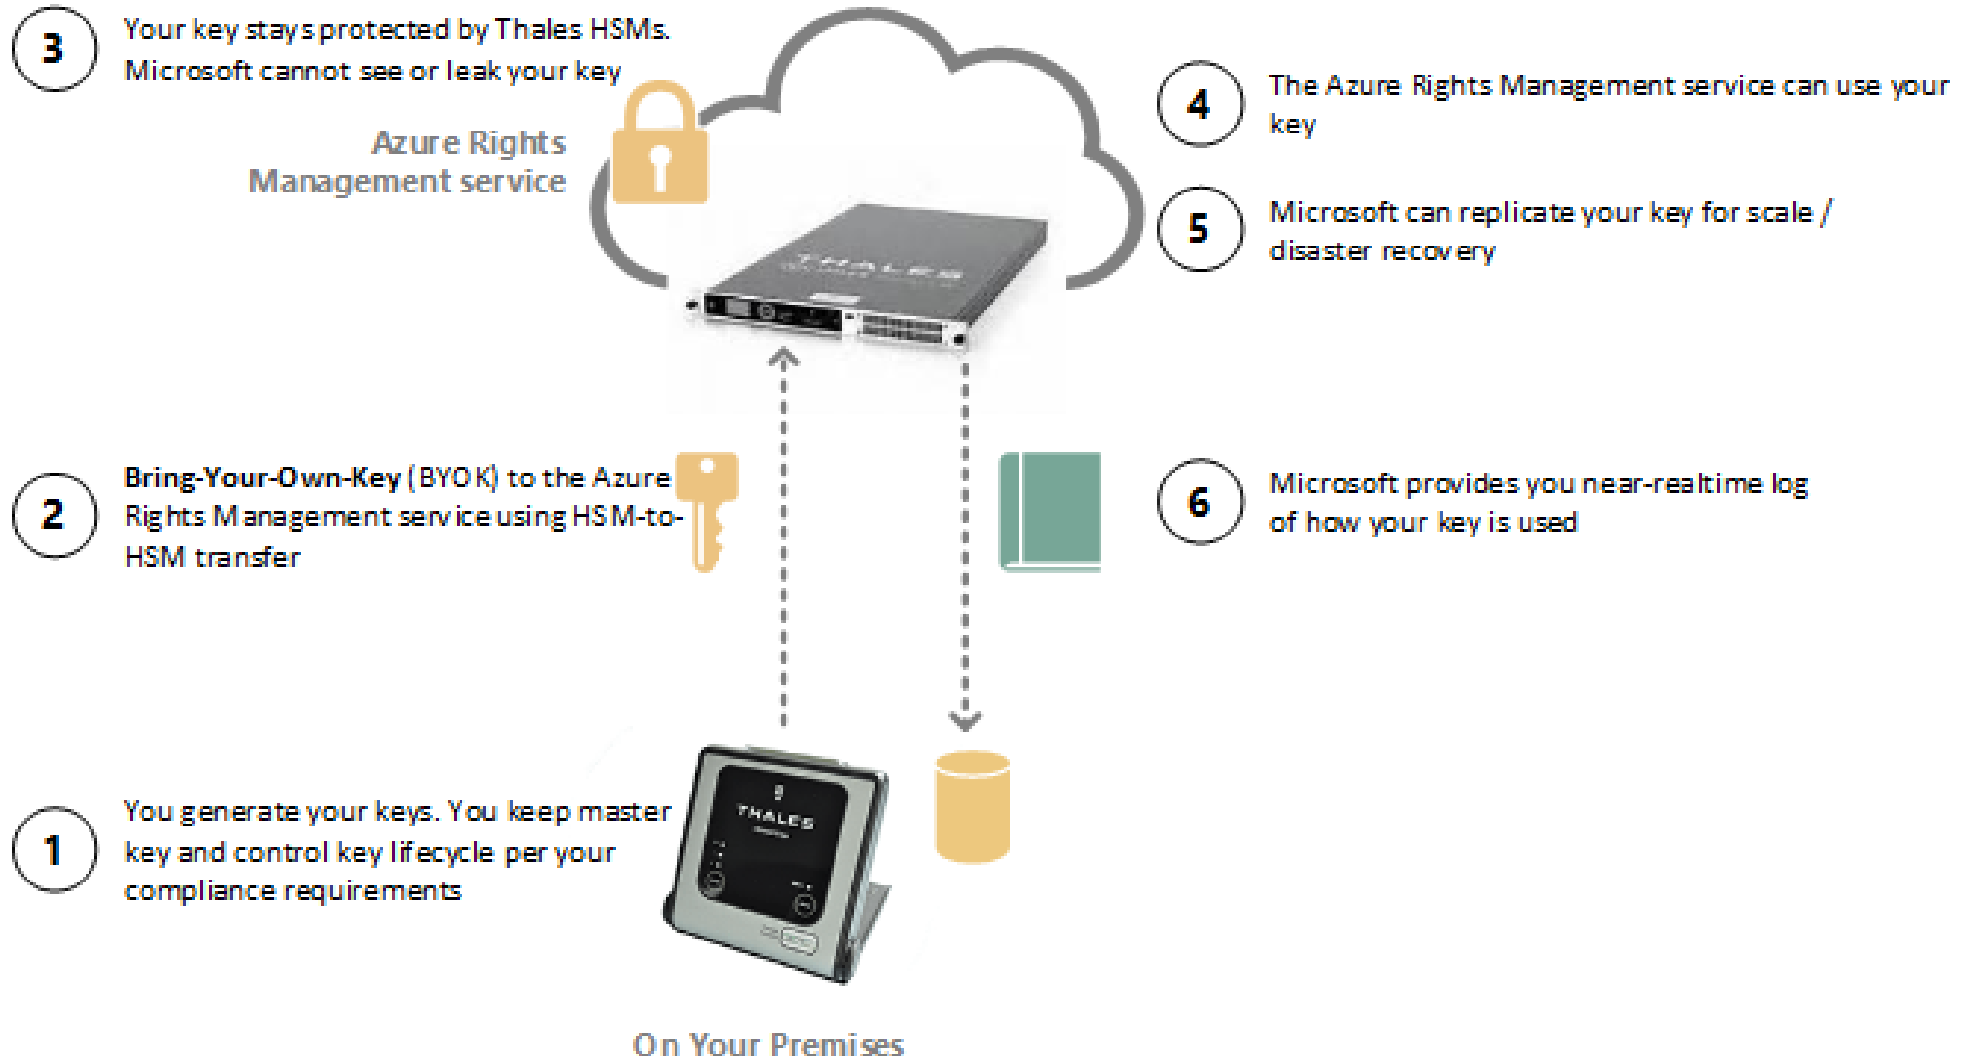 3
Your key stays protected by Thales HSMs.
Microsoft cannot see or leak your key
Azure Rights
Management service
4
The Azure Rights Management service can use your
key
5
Microsoft can replicate your key for scale /
disaster recovery
THALES
2
Bring-Your-Own-Key (BYOK) to the Azure
Rights Management service using HSM-to-
HSM transfer
6
Microsoft provides you near-realtime log
of how your key is used
1
You generate your keys. You keep master
key and control key lifecycle per your
compliance requirements
THALES
On Your Premises